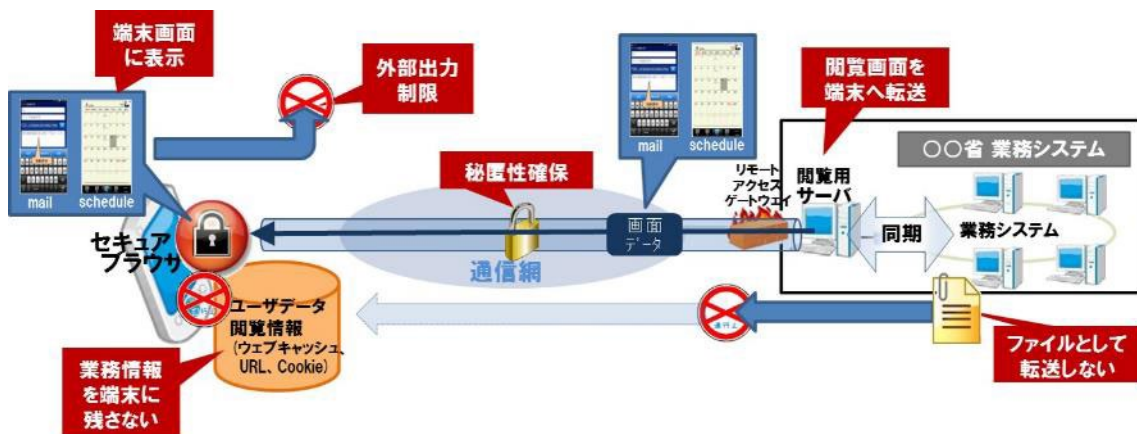 端末画面
に表示
外部出力
制限
mail
schedule
秘匿性確保
mail
schedule
閲覧画面を
端末へ転送
○○省 業務システム
リモート
アクセス
ゲートウェイ
閲覧用
サーバ
同期
業務システム
画面
データ
通信網
セキュア
ブラウザ
ユーザデータ
閲覧情報
(ウェブキャッシュ、
URL、Cookie)
業務情報
を端末に
残さない
ファイルとして
転送しない